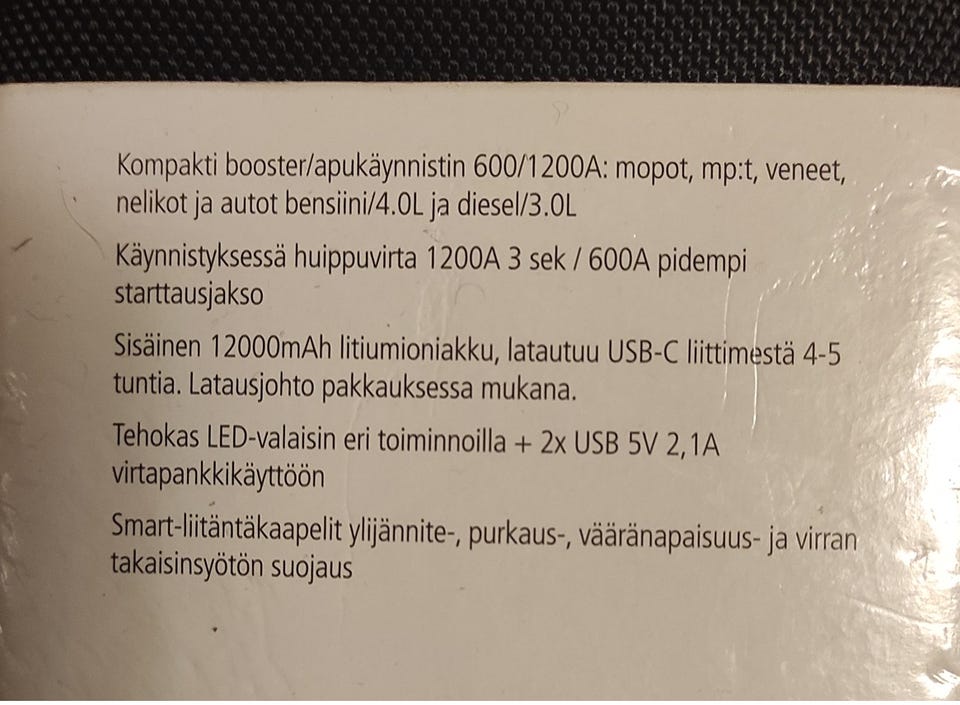 Kompakti booster/apukäynnistin 600/1200A: mopot, mp:t, veneet,
nelikot ja autot bensiini/4.0L ja diesel/3.0L
Käynnistyksessä huippuvirta 1200A 3 sek / 600A pidempi
starttausjakso
Sisäinen 12000mAh litiumioniakku, latautuu USB-C liittimestä 4-5
tuntia. Latausjohto pakkauksessa mukana.
Tehokas LED-valaisin eri toiminnoilla + 2x USB 5V 2,1A
virtapankkikäyttöön
Smart-liitäntäkaapelit ylijännite-, purkaus-, vääränapaisuus- ja virran
takaisinsyötön suojaus